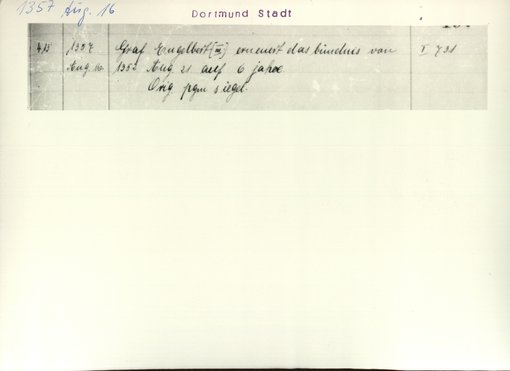 1357 Aug. 16
Dortmund Stadt
413 1357 Graf Engelbert [III] erneuert das bündnis von I 731
Aug 16. 1352 Aug 21 auf 6 jahre.
Orig pgm siegel.